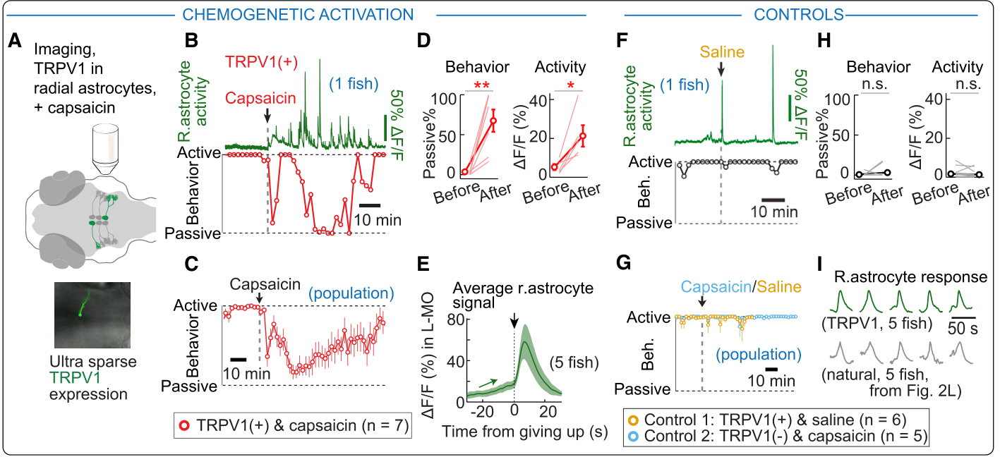 CHEMOGENETIC ACTIVATION
CONTROLS
A
Imaging,
TRPV1 in
radial astrocytes,
+ capsaicin
Ultra sparse
TRPV1
expression
B
TRPV1(+)
(1 fish)
Capsaicin
R.astrocyte
activity
50% ΔF/F
Active
Behavior
Passive
10 min
C
Capsaicin
(population)
Active
Behavior
10 min
Passive
TRPV1(+) & capsaicin (n = 7)
D
Behavior
**
Passive%
100
50
0
Before
After
Activity
*
ΔF/F (%)
40
20
0
Before
After
E
Average r.astrocyte
signal
ΔF/F (%) in L-MO
80
40
0
(5 fish)
-20
0
20
Time from giving up (s)
F
Saline
(1 fish)
R.astrocyte
activity
50% ΔF/F
Active
Beh.
10 min
Passive
G
Capsaicin/Saline
Active
Beh.
(population)
10 min
Passive
Control 1: TRPV1(+) & saline (n = 6)
Control 2: TRPV1(-) & capsaicin (n = 5)
H
Behavior
n.s.
Passive%
100
50
0
Before
After
Activity
n.s.
ΔF/F (%)
40
20
0
Before
After
I
R.astrocyte response
(TRPV1, 5 fish)
50 s
(natural, 5 fish,
from Fig. 2L)